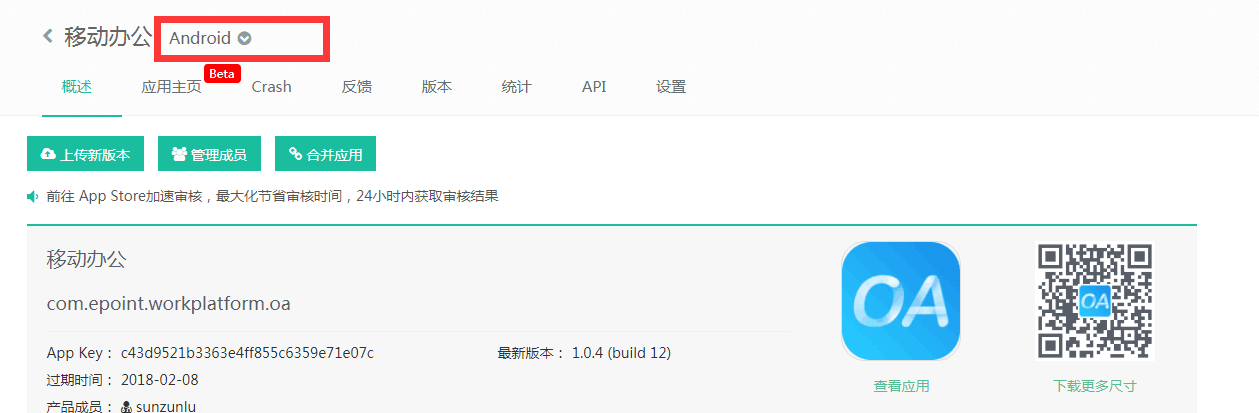 移动办公 Android
概述 应用主页 Beta Crash 反馈 版本 统计 API 设置
上传新版本 管理成员 合并应用
前往 App Store加速审核，最大化节省审核时间，24小时内获取审核结果
移动办公
com.epoint.workplatform.oa
OA
OA
App Key： c43d9521b3363e4ff855c6359e71e07c 最新版本： 1.0.4 (build 12)
过期时间： 2018-02-08
查看应用 下载更多尺寸
产品成员： sunzunlu